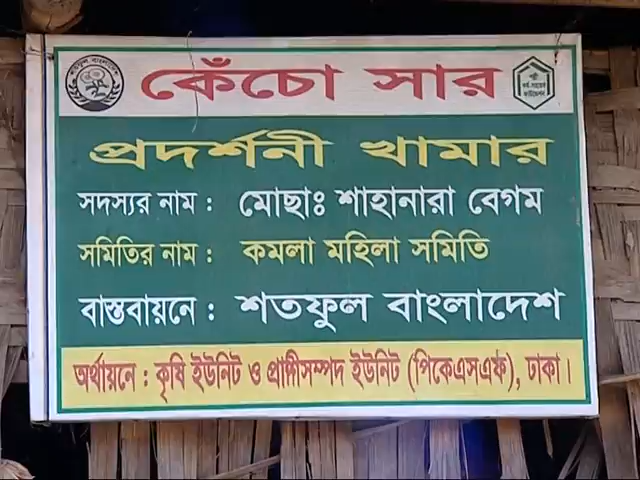 কেঁচো সার
প্রদর্শনী খামার
সদস্যর নাম : মোছাঃ শাহানারা বেগম
সমিতির নাম : কমলা মহিলা সমিতি
বাস্তবায়নে : শতফুল বাংলাদেশ
অর্থায়নে : কৃষি ইউনিট ও প্রাণীসম্পদ ইউনিট (পিকেএসএফ), ঢাকা।